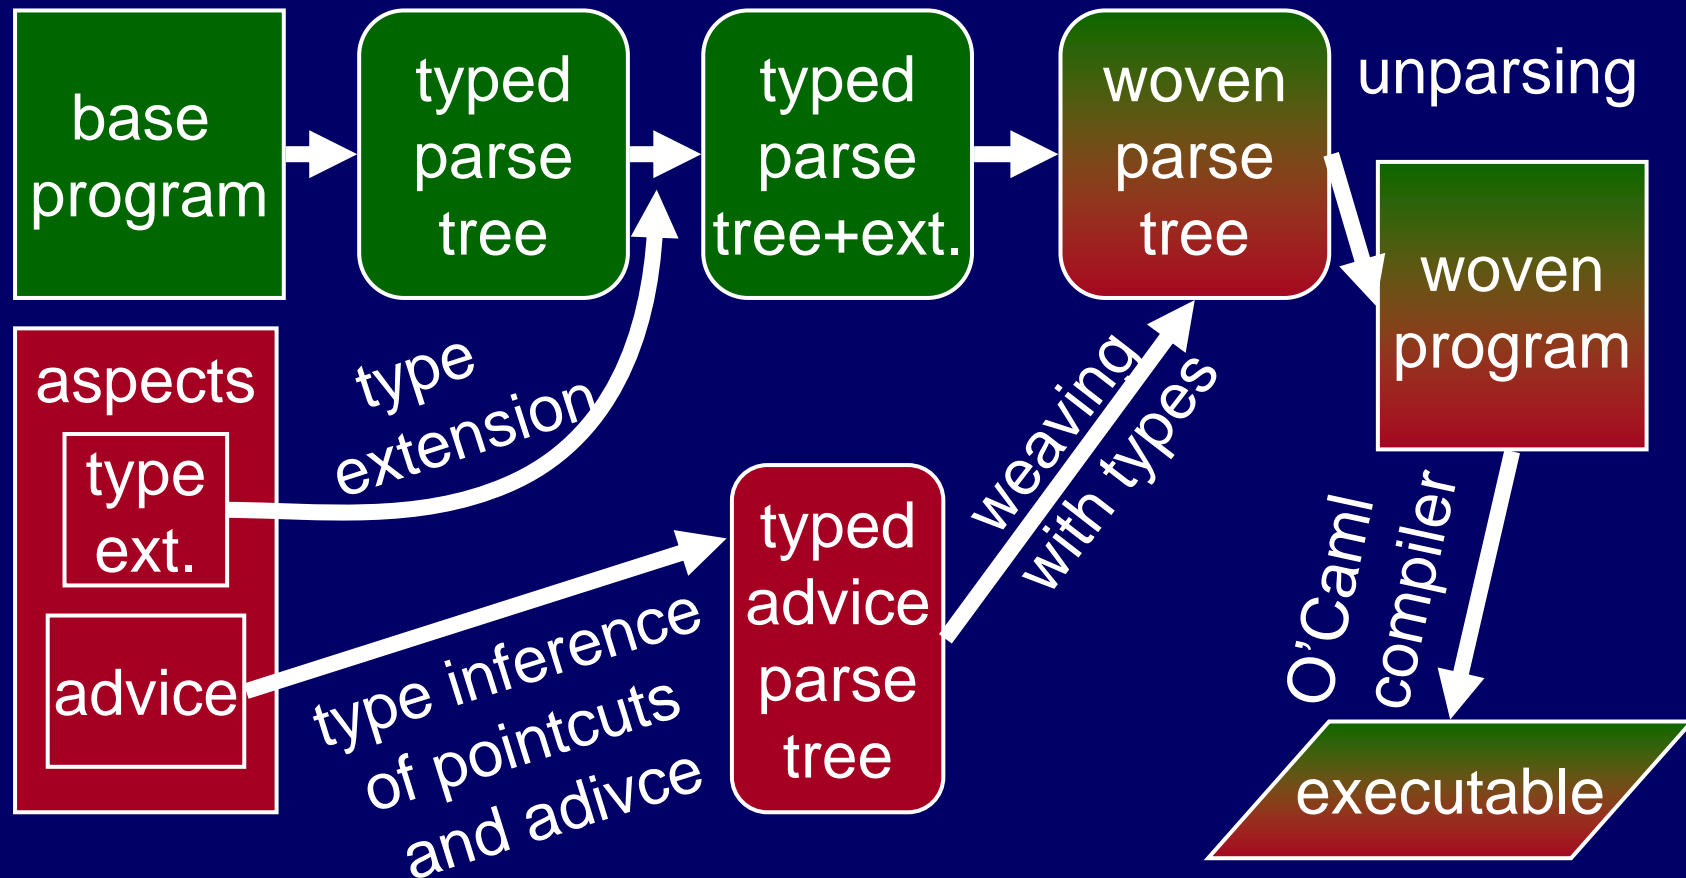 base
program
typed
parse
tree
typed
parse
tree+ext.
woven
parse
tree
unparsing
woven
program
aspects
type
ext.
advice
type
extension
type inference
of pointcuts
and adivce
typed
advice
parse
tree
weaving
with types
O'Caml
compiler
executable